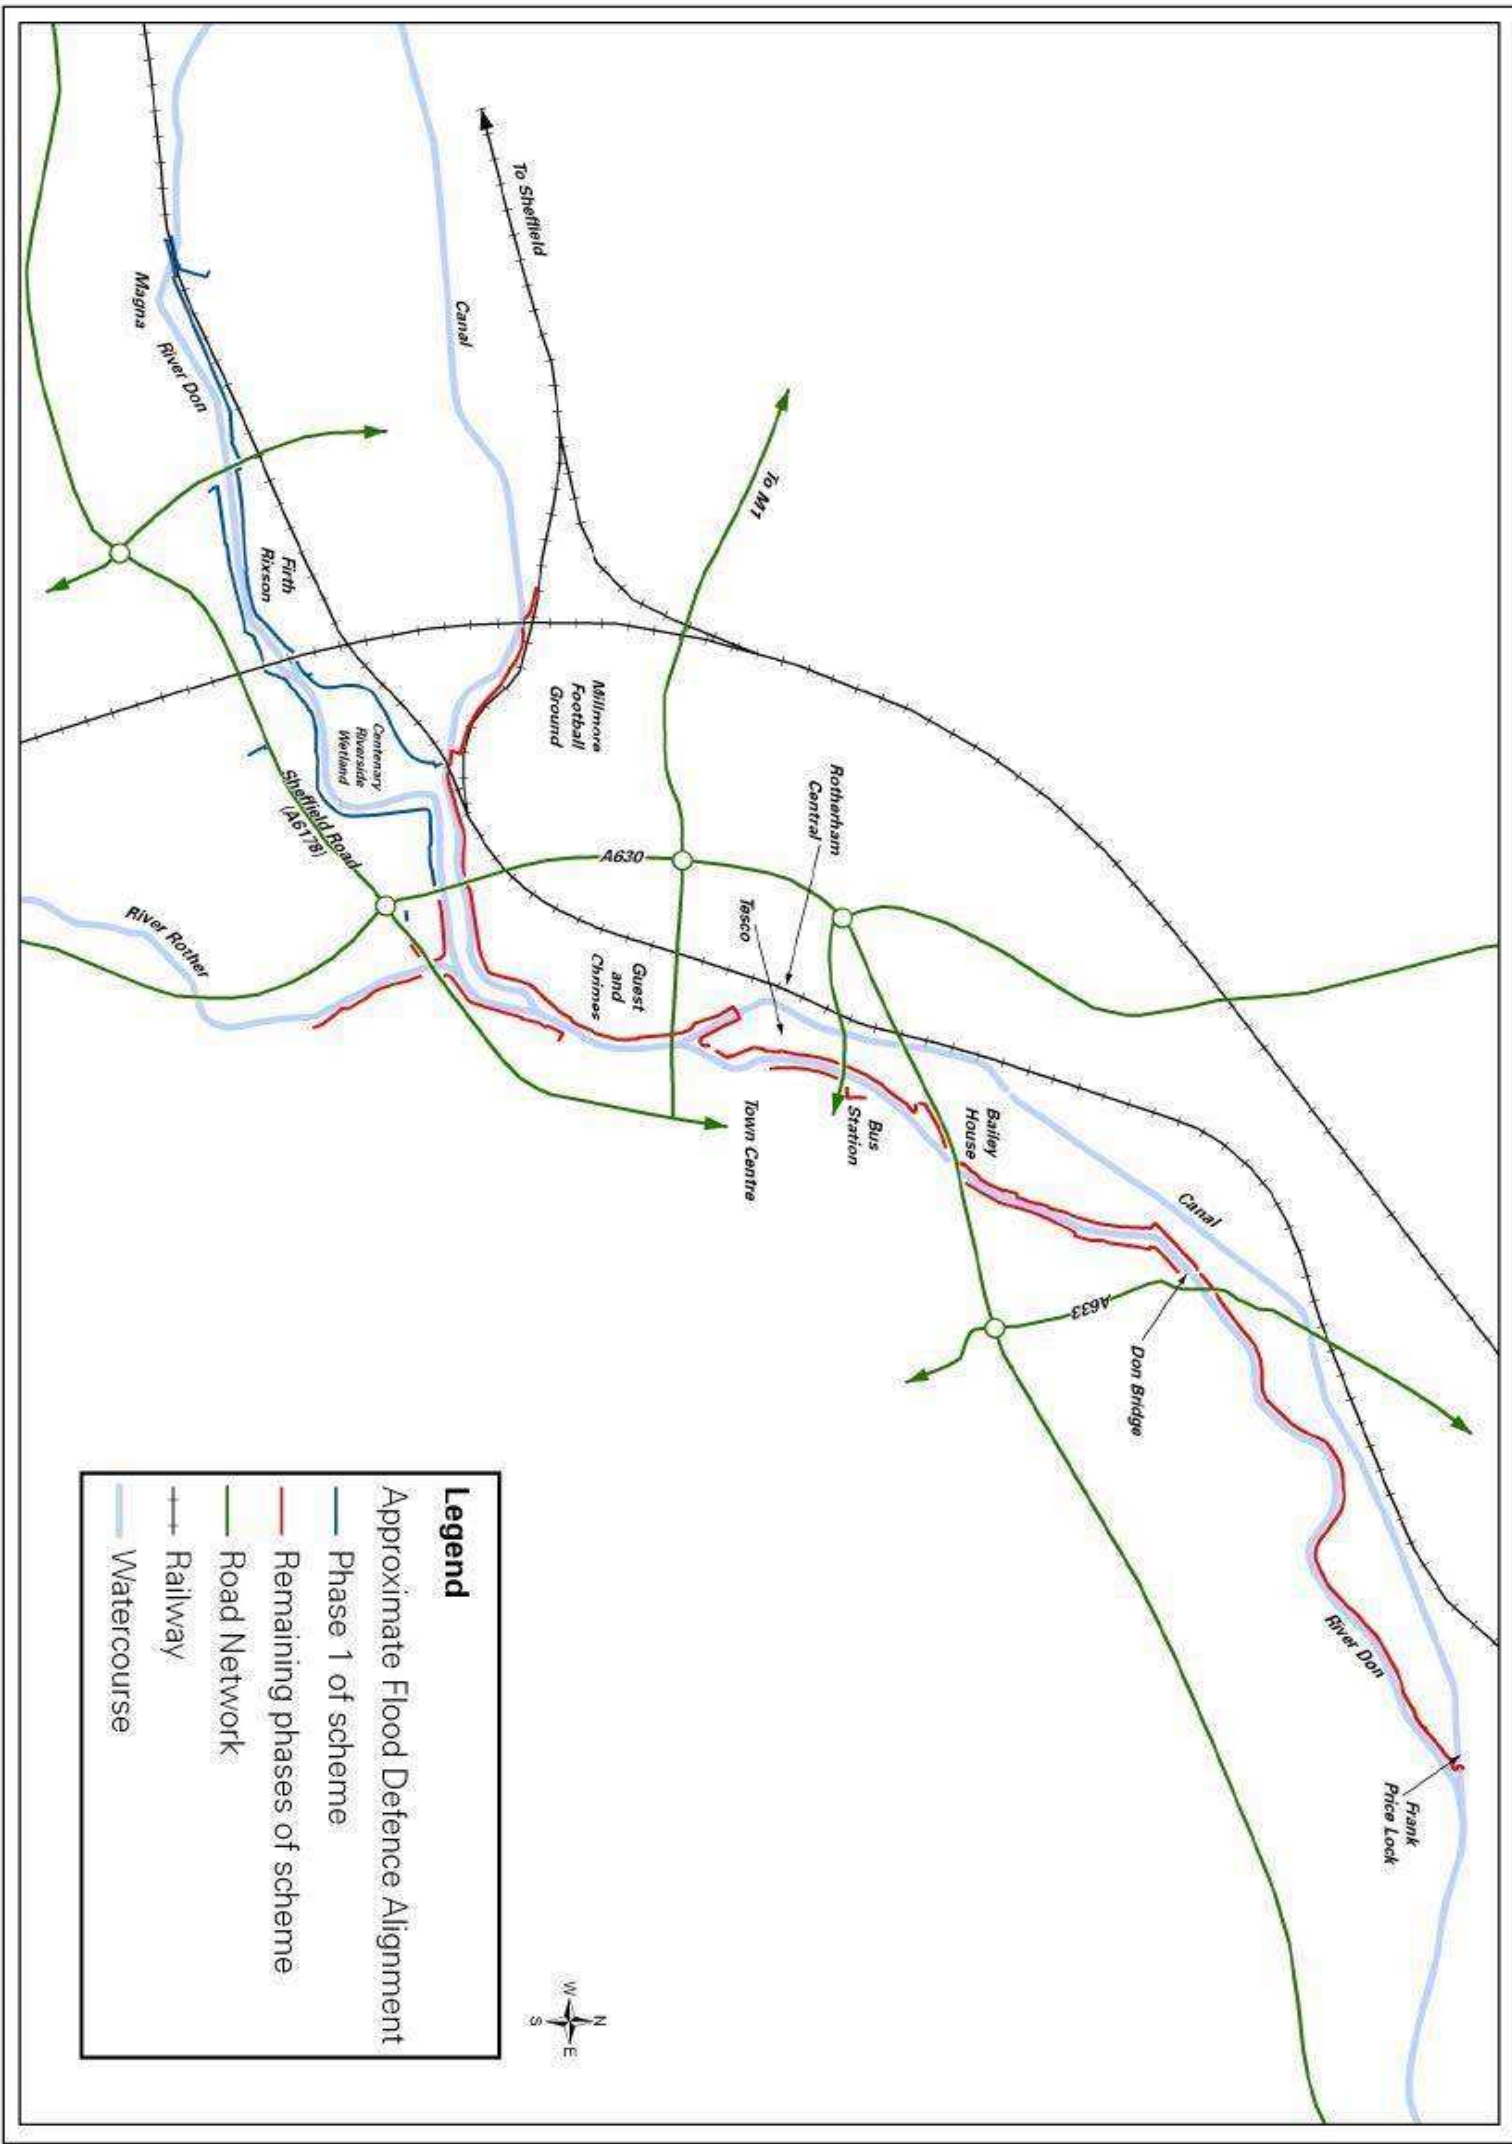 To Sheffield
Canal
Magna
River Don
To M1
Firth
Rixson
Millmore
Football
Ground
Centenary
Riverside
Wetland
Sheffield Road
(A6178)
River Rother
A630
Rotherham
Central
Tesco
Guest
and
Chrimes
Town Centre
Bus
Station
Bailey
House
Canal
A633
Don Bridge
River Don
Frank
Price Lock
N
W
E
S
Legend
Approximate Flood Defence Alignment
Phase 1 of scheme
Remaining phases of scheme
Road Network
Railway
Watercourse